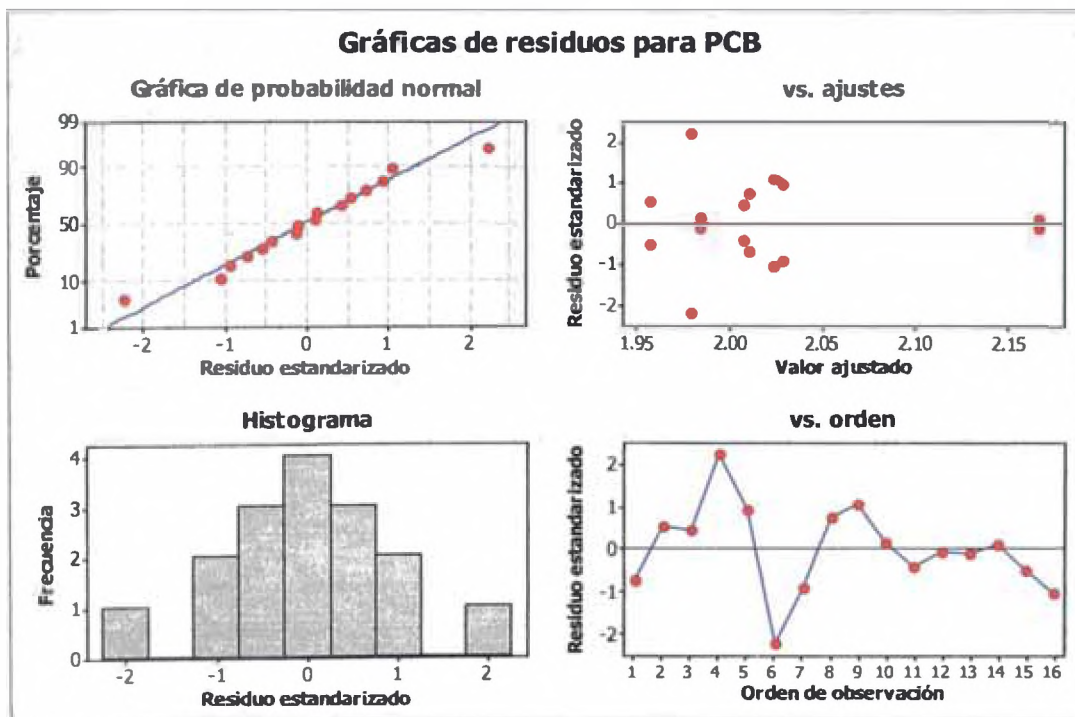 Gráficas de residuos para PCB
Gráfica de probabilidad normal
99
90
50
10
1
Porcentaje
-2 -1 0 1 2
Residuo estandarizado
vs. ajustes
2
1
0
-1
-2
Residuo estandarizado
1.95 2.00 2.05 2.10 2.15
Valor ajustado
Histograma
4
3
2
1
0
Frecuencia
-2 -1 0 1 2
Residuo estandarizado
vs. orden
2
1
0
-1
-2
Residuo estandarizado
1 2 3 4 5 6 7 8 9 10 11 12 13 14 15 16
Orden de observación